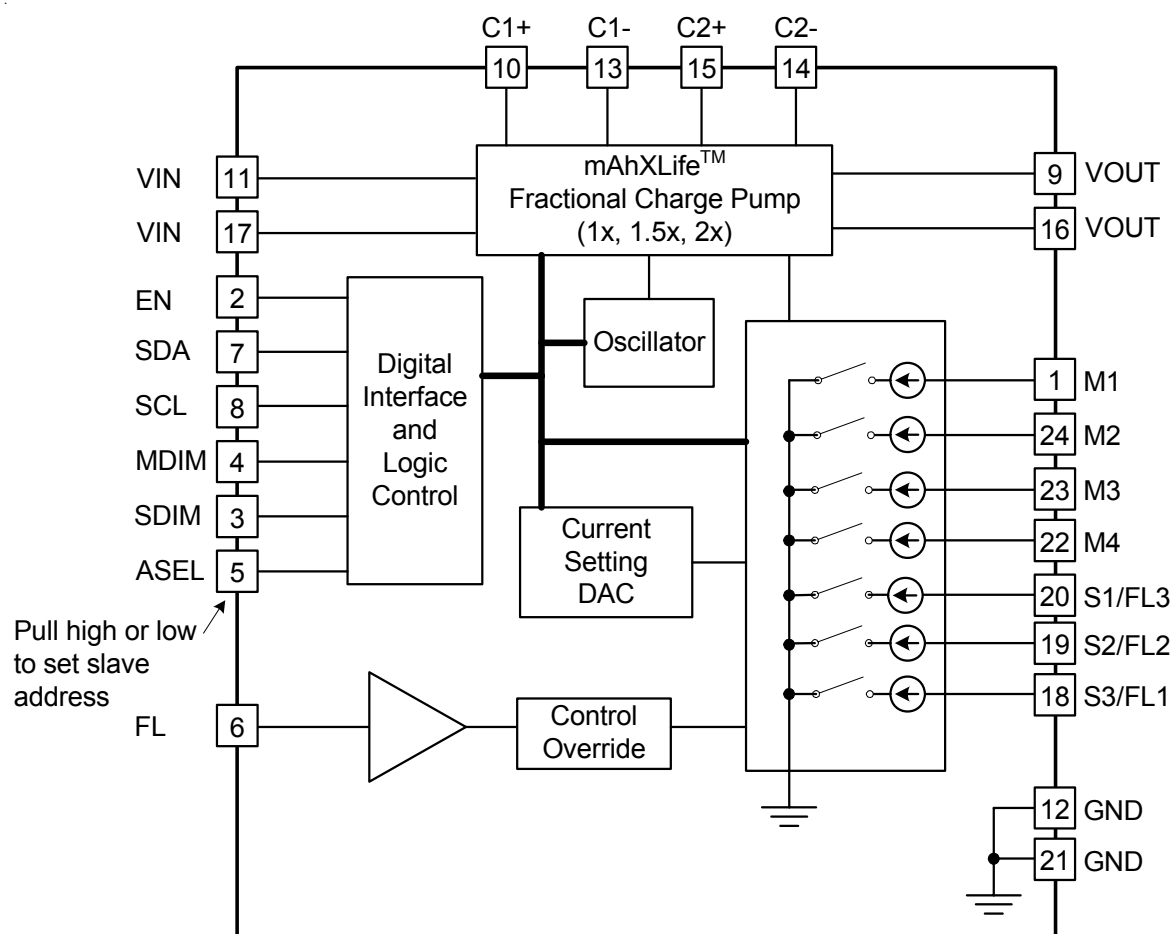 C1+ C1- C2+ C2-
10 13 15 14
mAhXLife™
Fractional Charge Pump
(1x, 1.5x, 2x)
VIN 11
VIN 17
9 VOUT
16 VOUT
EN 2
SDA 7
SCL 8
MDIM 4
SDIM 3
ASEL 5
Pull high or low
to set slave
address
FL 6
Digital
Interface
and
Logic
Control
Oscillator
Current
Setting
DAC
Control
Override
1 M1
24 M2
23 M3
22 M4
20 S1/FL3
19 S2/FL2
18 S3/FL1
12 GND
21 GND